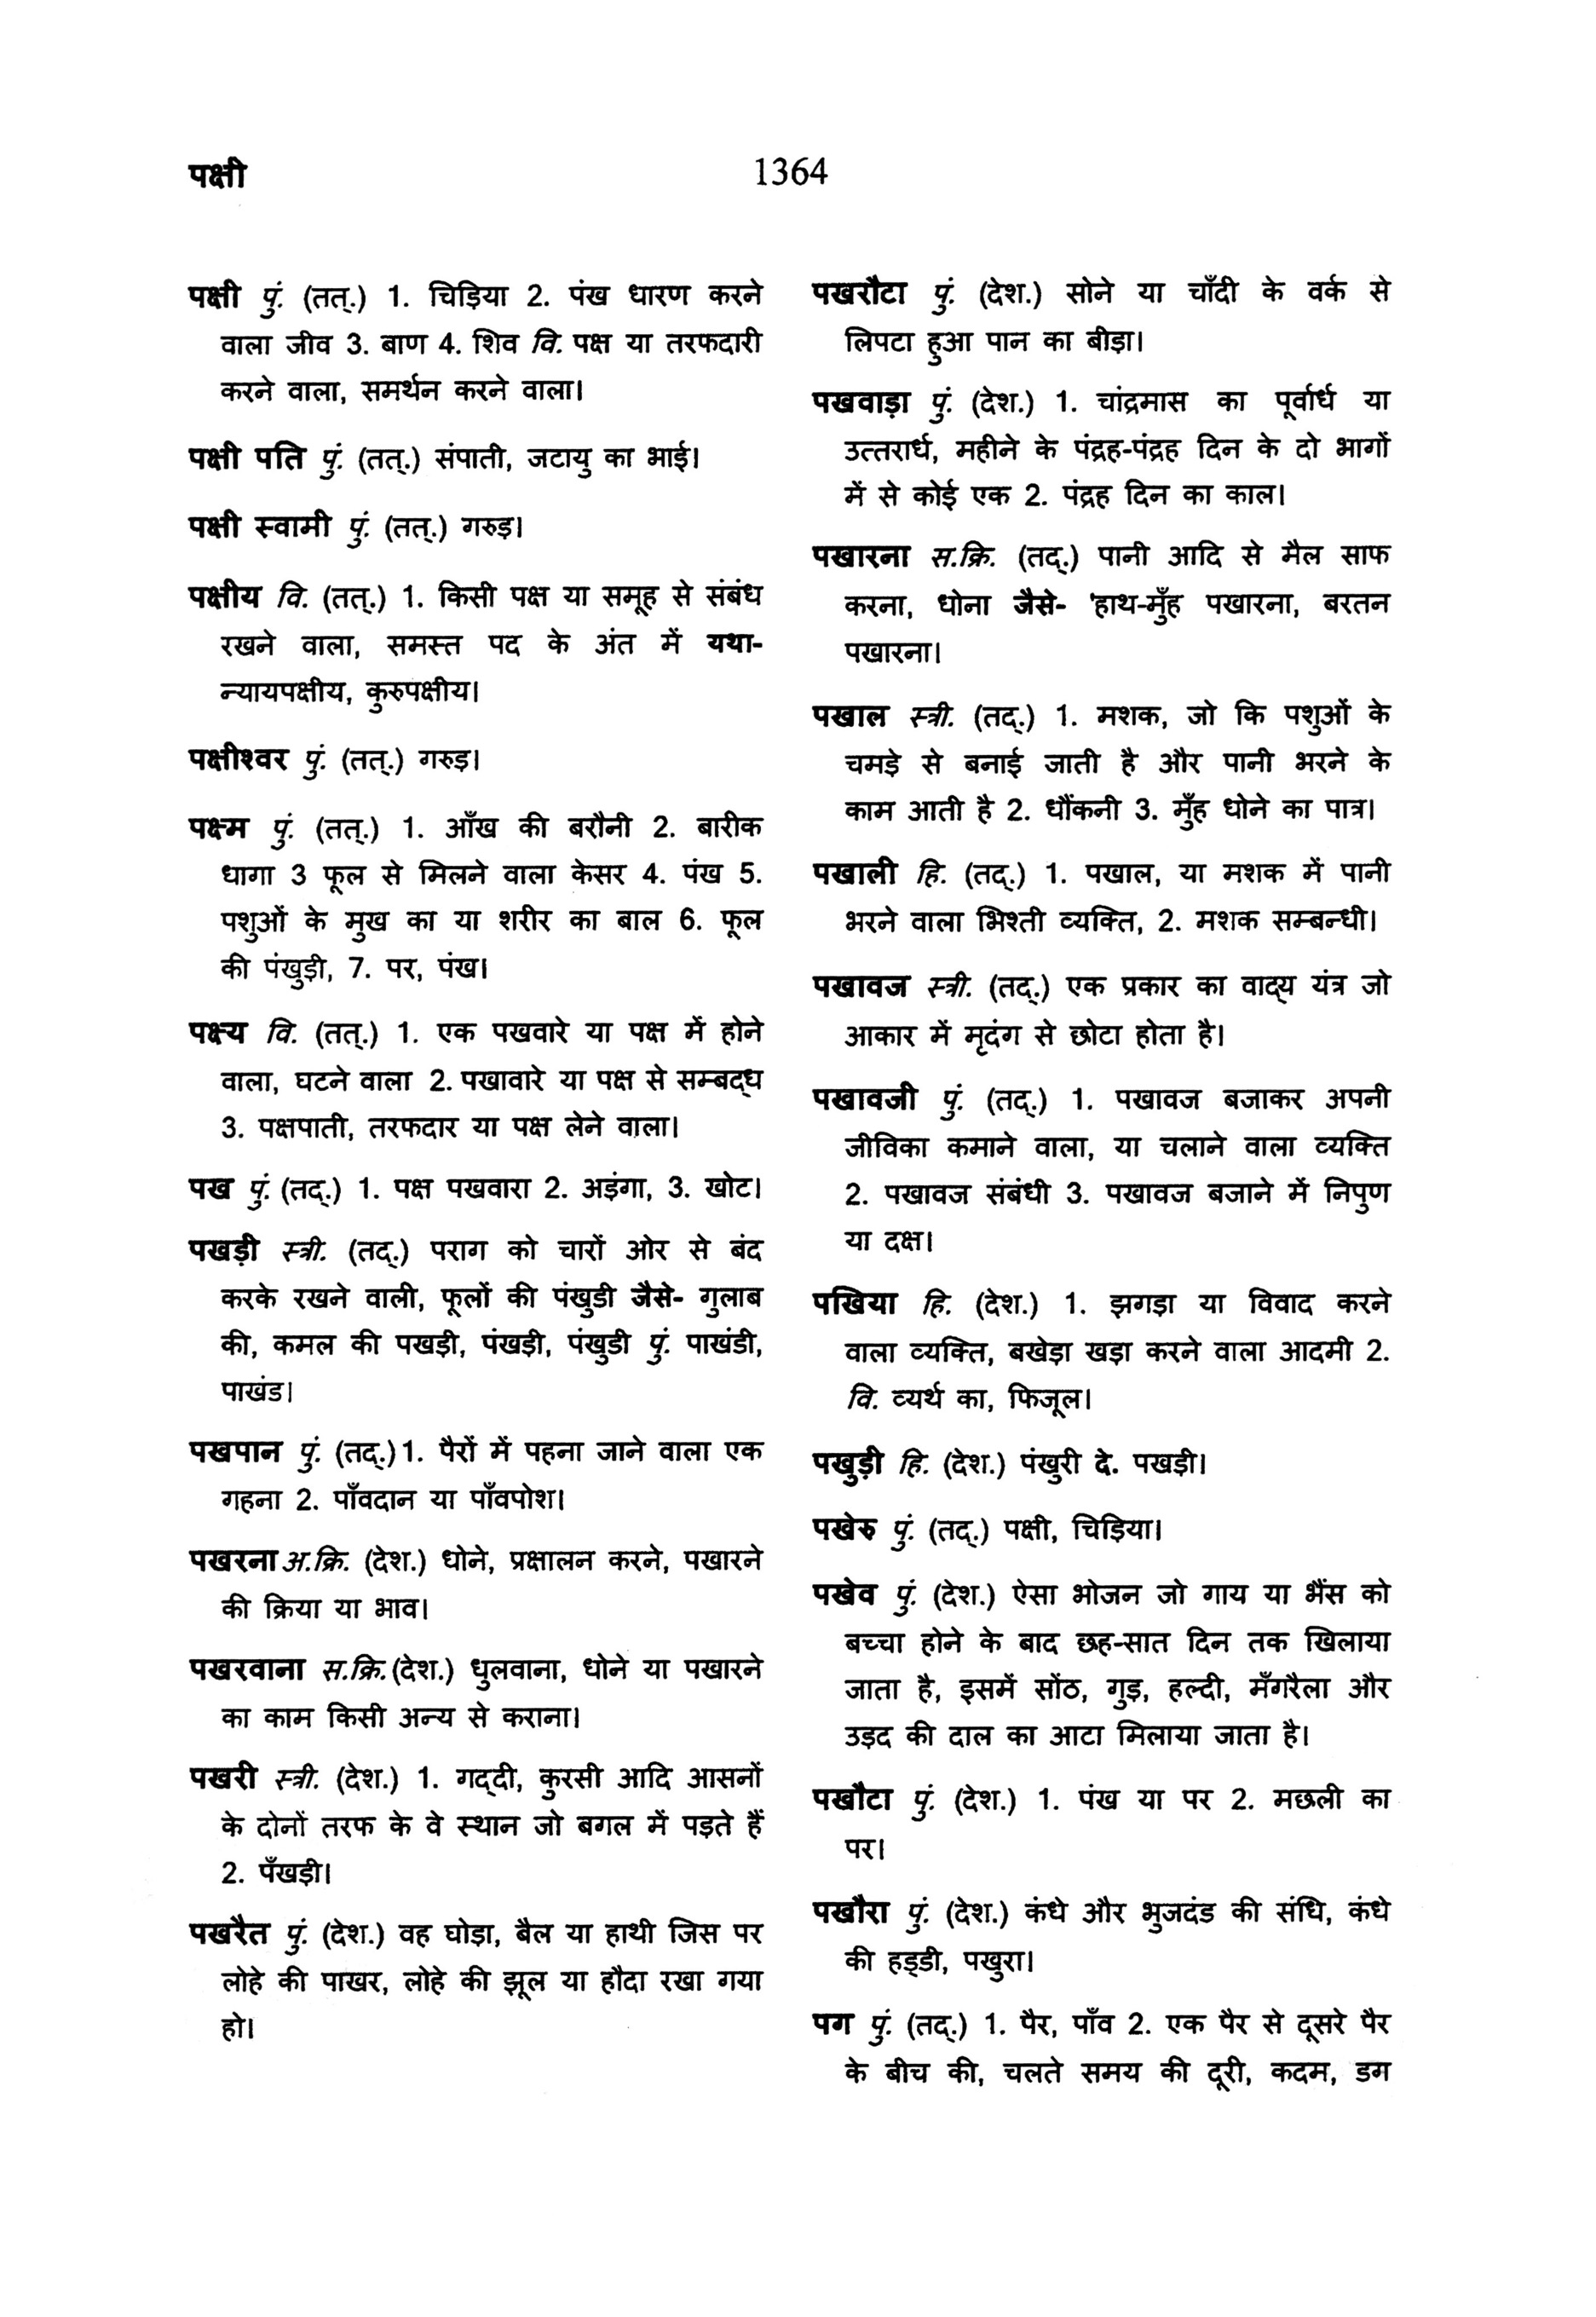 पक्षी
1364
पक्षी पुं. (तत्.) 1. चिड़िया 2. पंख धारण करने
वाला जीव 3. बाण 4. शिव वि. पक्ष या तरफदारी
करने वाला, समर्थन करने वाला।
पक्षी पति पुं. (तत्.) संपाती, जटायु का भाई।
पक्षी स्वामी पुं. (तत्.) गरुड़।
पक्षीय वि. (तत्.) 1. किसी पक्ष या समूह से संबंध
रखने वाला, समस्त पद के अंत में यथा-
न्यायपक्षीय, कुरुपक्षीय।
पक्षीश्वर पुं. (तत्.) गरुड़।
पक्ष्म पुं. (तत्.) 1. आँख की बरौनी 2. बारीक
धागा 3 फूल से मिलने वाला केसर 4. पंख 5.
पशुओं के मुख का या शरीर का बाल 6. फूल
की पंखुड़ी, 7. पर, पंख।
पक्ष्य वि. (तत्.) 1. एक पखवारे या पक्ष में होने
वाला, घटने वाला 2. पखावारे या पक्ष से सम्बद्ध
3. पक्षपाती, तरफदार या पक्ष लेने वाला।
पख पुं. (तद्.) 1. पक्ष पखवारा 2. अड़ंगा, 3. खोट।
पखड़ी स्त्री. (तद्.) पराग को चारों ओर से बंद
करके रखने वाली, फूलों की पंखुडी जैसे- गुलाब
की, कमल की पखड़ी, पंखड़ी, पंखुडी पुं. पाखंडी,
पाखंड।
पखपान पुं. (तद्.)1. पैरों में पहना जाने वाला एक
गहना 2. पाँवदान या पाँवपोश।
पखरना अ.क्रि. (देश.) धोने, प्रक्षालन करने, पखारने
की क्रिया या भाव।
पखरवाना स.क्रि. (देश.) धुलवाना, धोने या पखारने
का काम किसी अन्य से कराना।
पखरी स्त्री. (देश.) 1. गद्दी, कुरसी आदि आसनों
के दोनों तरफ के वे स्थान जो बगल में पड़ते हैं
2. पँखड़ी।
पखरैत पुं. (देश.) वह घोड़ा, बैल या हाथी जिस पर
लोहे की पाखर, लोहे की झूल या हौदा रखा गया
हो।
पखरौटा पुं. (देश.) सोने या चाँदी के वर्क से
लिपटा हुआ पान का बीड़ा।
पखवाड़ा पुं. (देश.) 1. चांद्रमास का पूर्वार्ध या
उत्तरार्ध, महीने के पंद्रह-पंद्रह दिन के दो भागों
में से कोई एक 2. पंद्रह दिन का काल।
पखारना स.क्रि. (तद्.) पानी आदि से मैल साफ
करना, धोना जैसे- 'हाथ-मुँह पखारना, बरतन
पखारना।
पखाल स्त्री. (तद्.) 1. मशक, जो कि पशुओं के
चमड़े से बनाई जाती है और पानी भरने के
काम आती है 2. धौंकनी 3. मुँह धोने का पात्र।
पखाली हि. (तद्.) 1. पखाल, या मशक में पानी
भरने वाला भिश्ती व्यक्ति, 2. मशक सम्बन्धी।
पखावज स्त्री. (तद्.) एक प्रकार का वाद्य यंत्र जो
आकार में मृदंग से छोटा होता है।
पखावजी पुं. (तद्.) 1. पखावज बजाकर अपनी
जीविका कमाने वाला, या चलाने वाला व्यक्ति
2. पखावज संबंधी 3. पखावज बजाने में निपुण
या दक्ष।
पखिया हि. (देश.) 1. झगड़ा या विवाद करने
वाला व्यक्ति, बखेड़ा खड़ा करने वाला आदमी 2.
वि. व्यर्थ का, फिजूल।
पखुड़ी हि. (देश.) पंखुरी दे. पखड़ी।
पखेरु पुं. (तद्.) पक्षी, चिड़िया।
पखेव पुं. (देश.) ऐसा भोजन जो गाय या भैंस को
बच्चा होने के बाद छह-सात दिन तक खिलाया
जाता है, इसमें सोंठ, गुड़, हल्दी, मँगरैला और
उड़द की दाल का आटा मिलाया जाता है।
पखौटा पुं. (देश.) 1. पंख या पर 2. मछली का
पर।
पखौरा पुं. (देश.) कंधे और भुजदंड की संधि, कंधे
की हड्डी, पखुरा।
पग पुं. (तद्.) 1. पैर, पाँव 2. एक पैर से दूसरे पैर
के बीच की, चलते समय की दूरी, कदम, डग